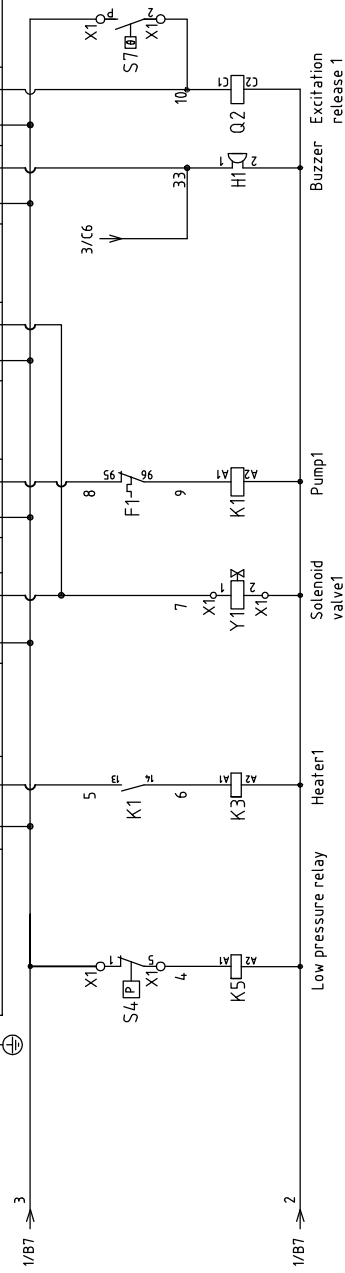 1/B7
3
1/B7
2
X1
1
S4
P
X1
5
4
K5
A1
A2
Low pressure relay
5
K1
13
14
6
K3
A1
A2
Heater1
7
X1
Y1
1
2
X1
Solenoid
valve1
8
F1
95
96
9
K1
A1
A2
Pump1
3/C6
33
H1
1
2
Buzzer
X1
P
S7
θ
X1
2
10
Q2
C1
C2
Excitation
release 1